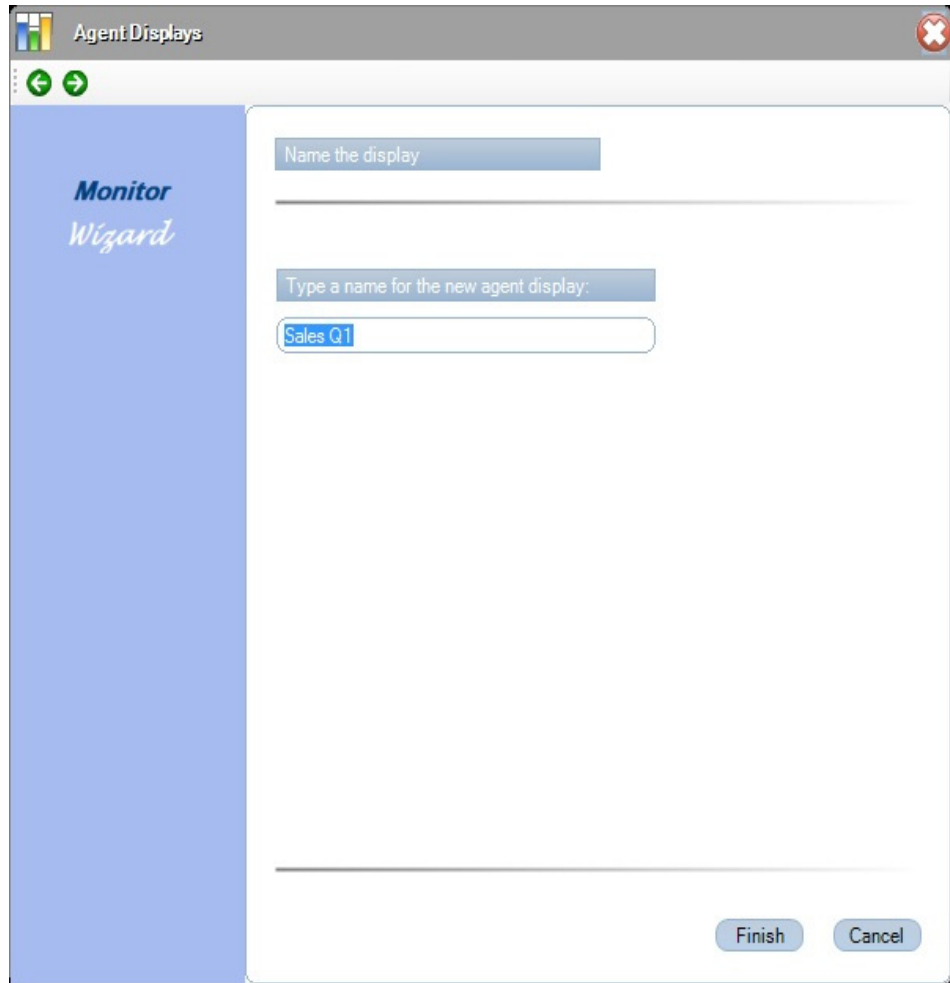 Agent Displays
Monitor
Wizard
Name the display
Type a name for the new agent display:
Sales Q1
Finish
Cancel